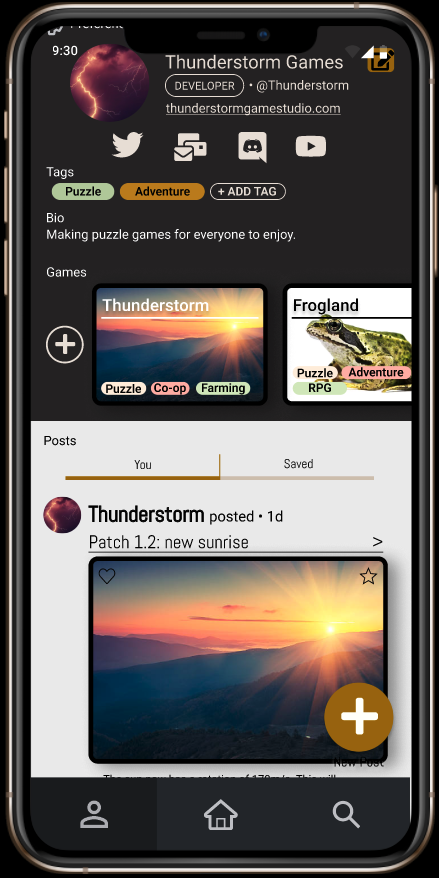 9:30
Thunderstorm Games
DEVELOPER • @Thunderstorm
thunderstormgamestudio.com
Tags
Puzzle Adventure + ADD TAG
Bio
Making puzzle games for everyone to enjoy.
Games
Thunderstorm
Puzzle Co-op Farming
Frogland
Puzzle Adventure
RPG
Posts
You Saved
Thunderstorm posted • 1d
Patch 1.2: new sunrise >
New Post